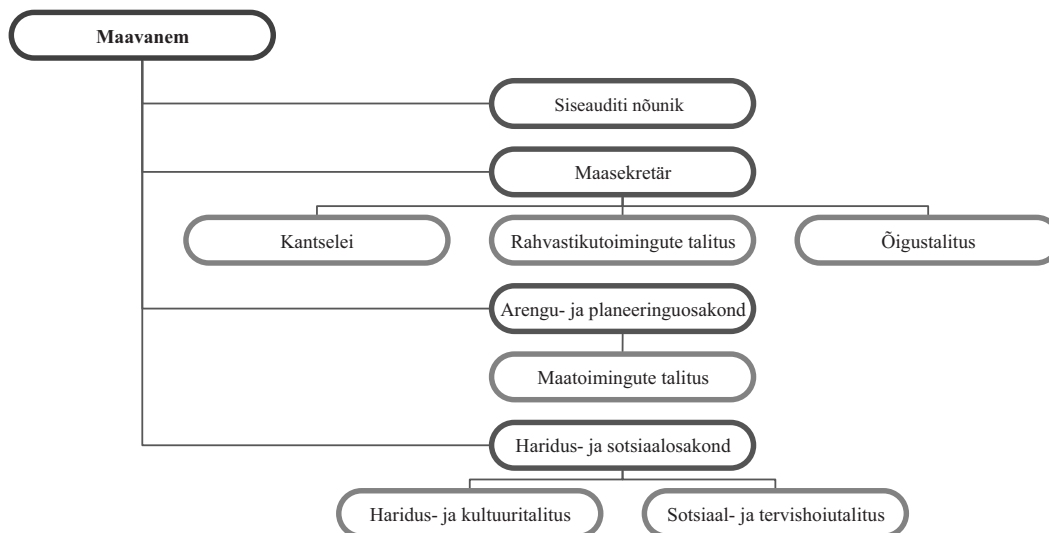 Maavanem
Siseauditi nõunik
Maasekretär
Kantselei
Rahvastikutoimingute talitus
Õigustalitus
Arengu- ja planeeringuosakond
Maatoimingute talitus
Haridus- ja sotsiaalosakond
Haridus- ja kultuuritalitus
Sotsiaal- ja tervishoiutalitus